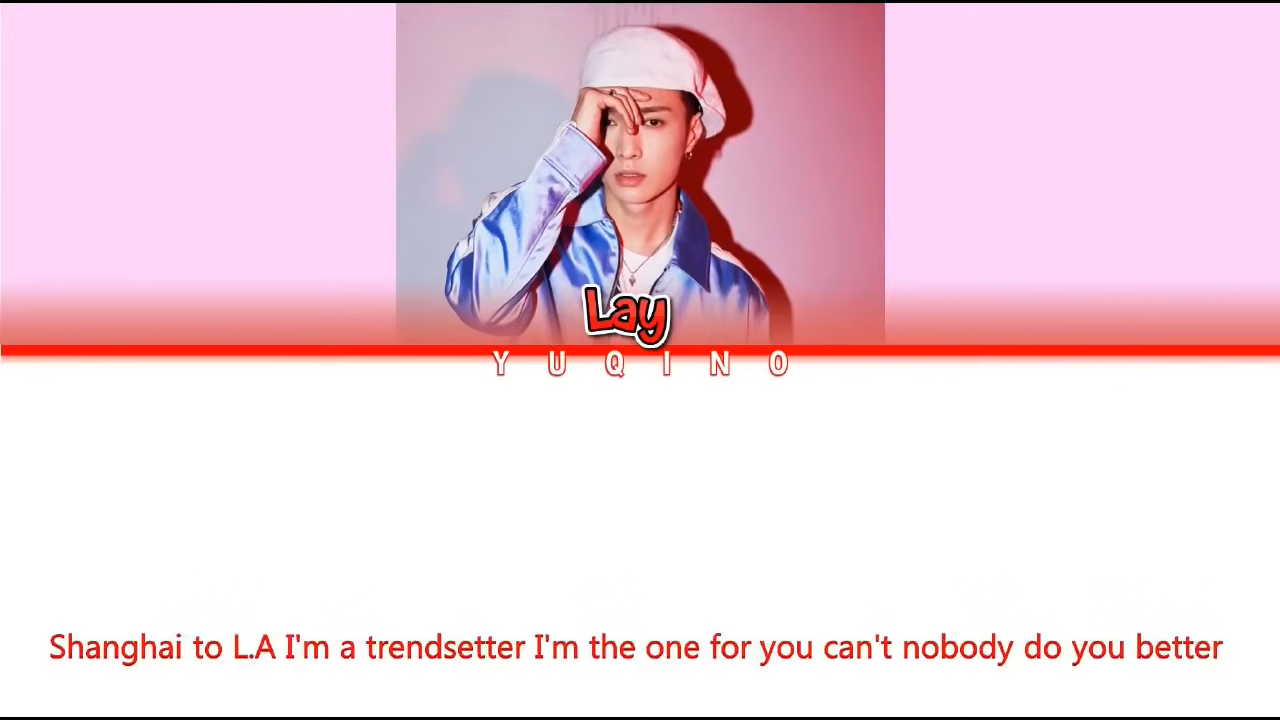 Lay
YUQINO
Shanghai to L.A I'm a trendsetter I'm the one for you can't nobody do you better